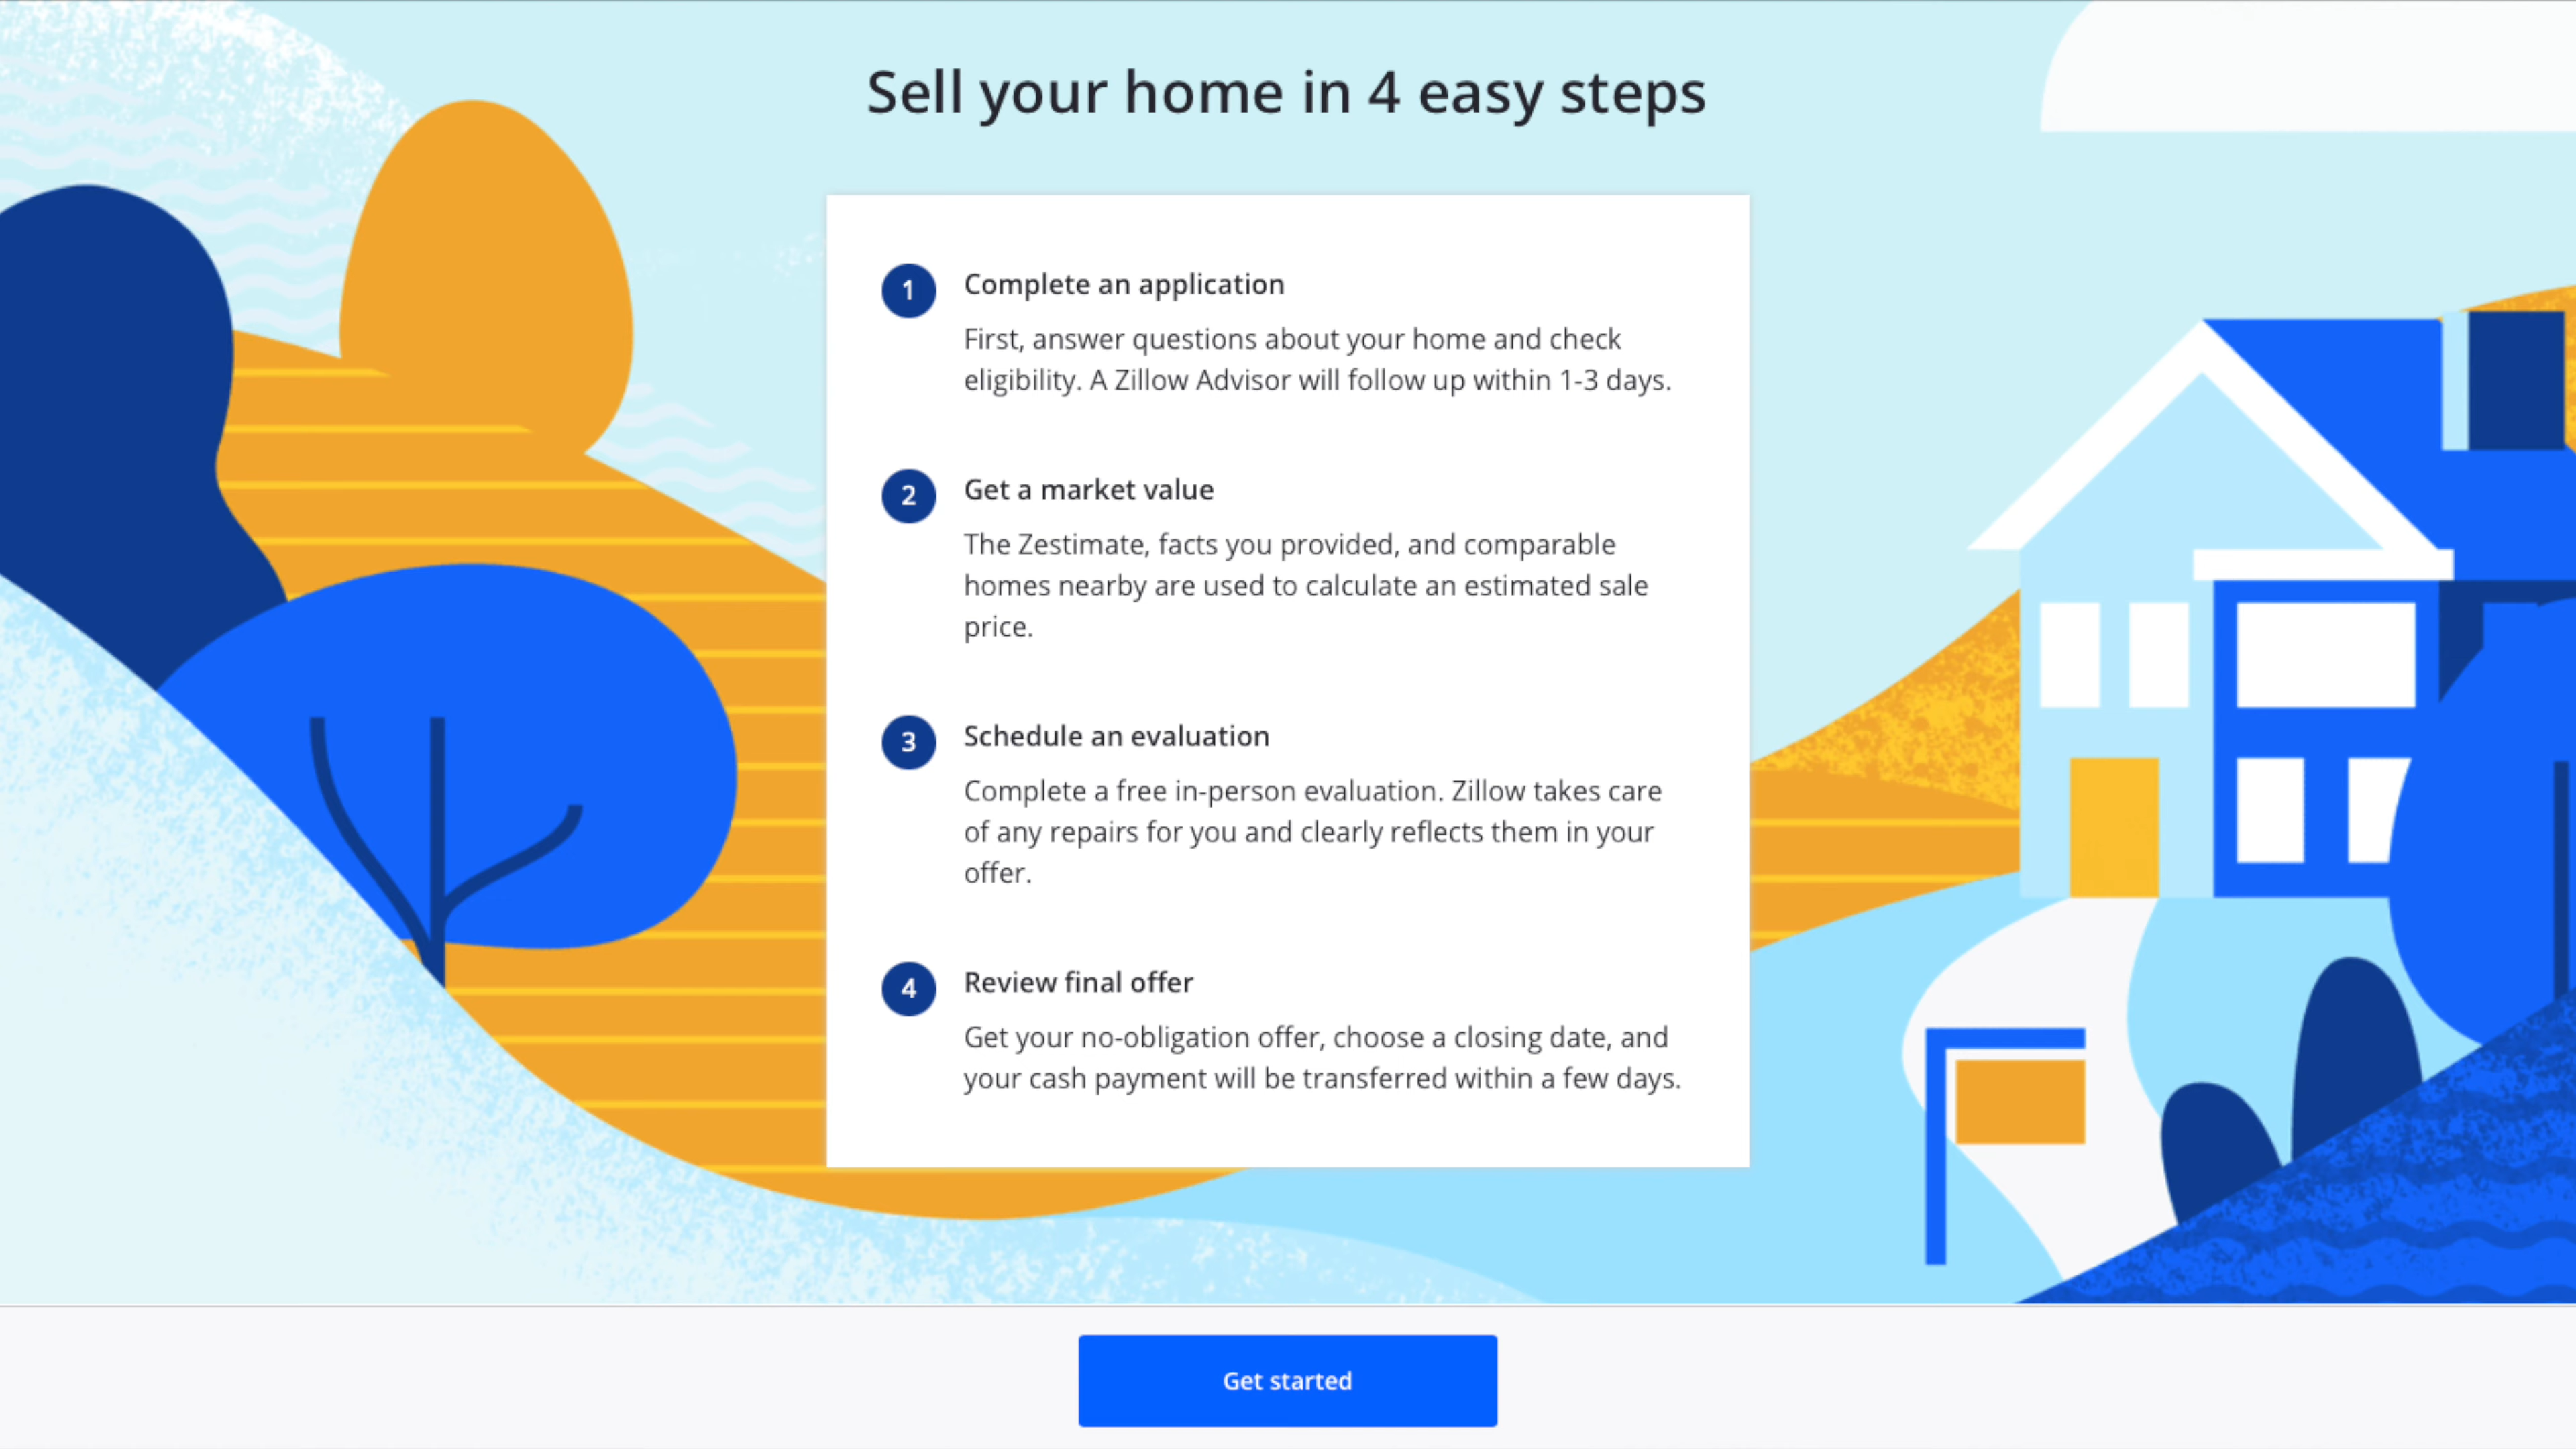 Sell your home in 4 easy steps
1
Complete an application
First, answer questions about your home and check
eligibility. A Zillow Advisor will follow up within 1-3 days.
2
Get a market value
The Zestimate, facts you provided, and comparable
homes nearby are used to calculate an estimated sale
price.
3
Schedule an evaluation
Complete a free in-person evaluation. Zillow takes care
of any repairs for you and clearly reflects them in your
offer.
4
Review final offer
Get your no-obligation offer, choose a closing date, and
your cash payment will be transferred within a few days.
Get started